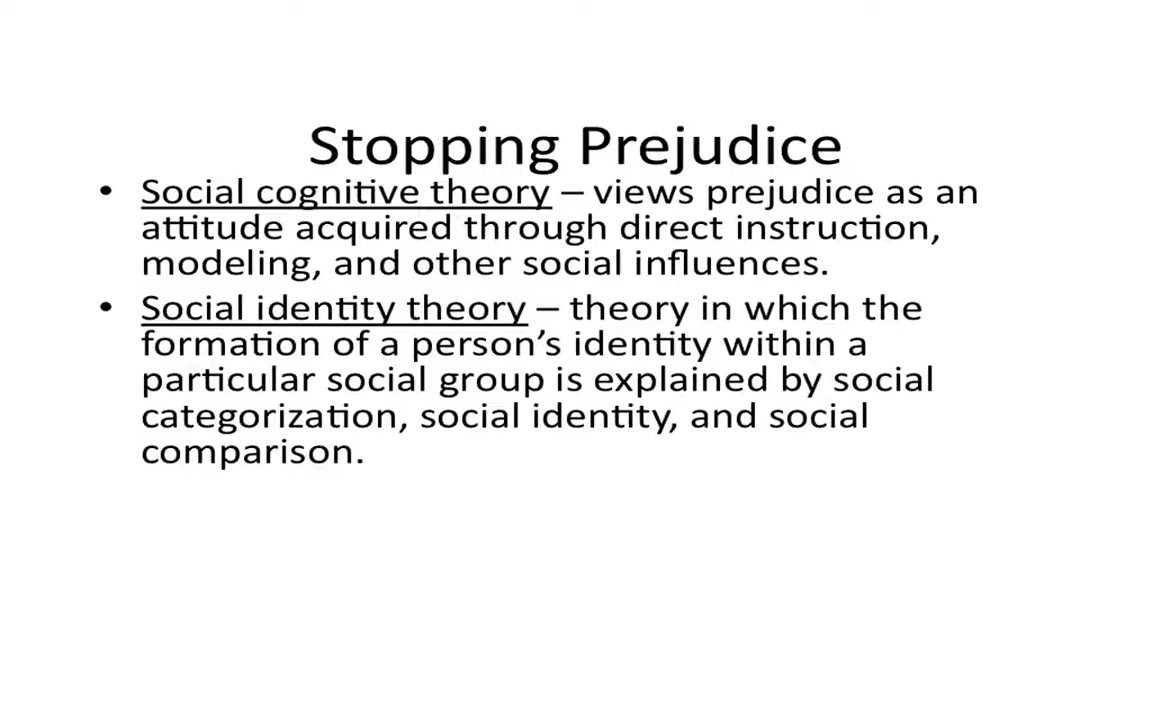 Stopping Prejudice
• Social cognitive theory – views prejudice as an
attitude acquired through direct instruction,
modeling, and other social influences.
• Social identity theory – theory in which the
formation of a person’s identity within a
particular social group is explained by social
categorization, social identity, and social
comparison.